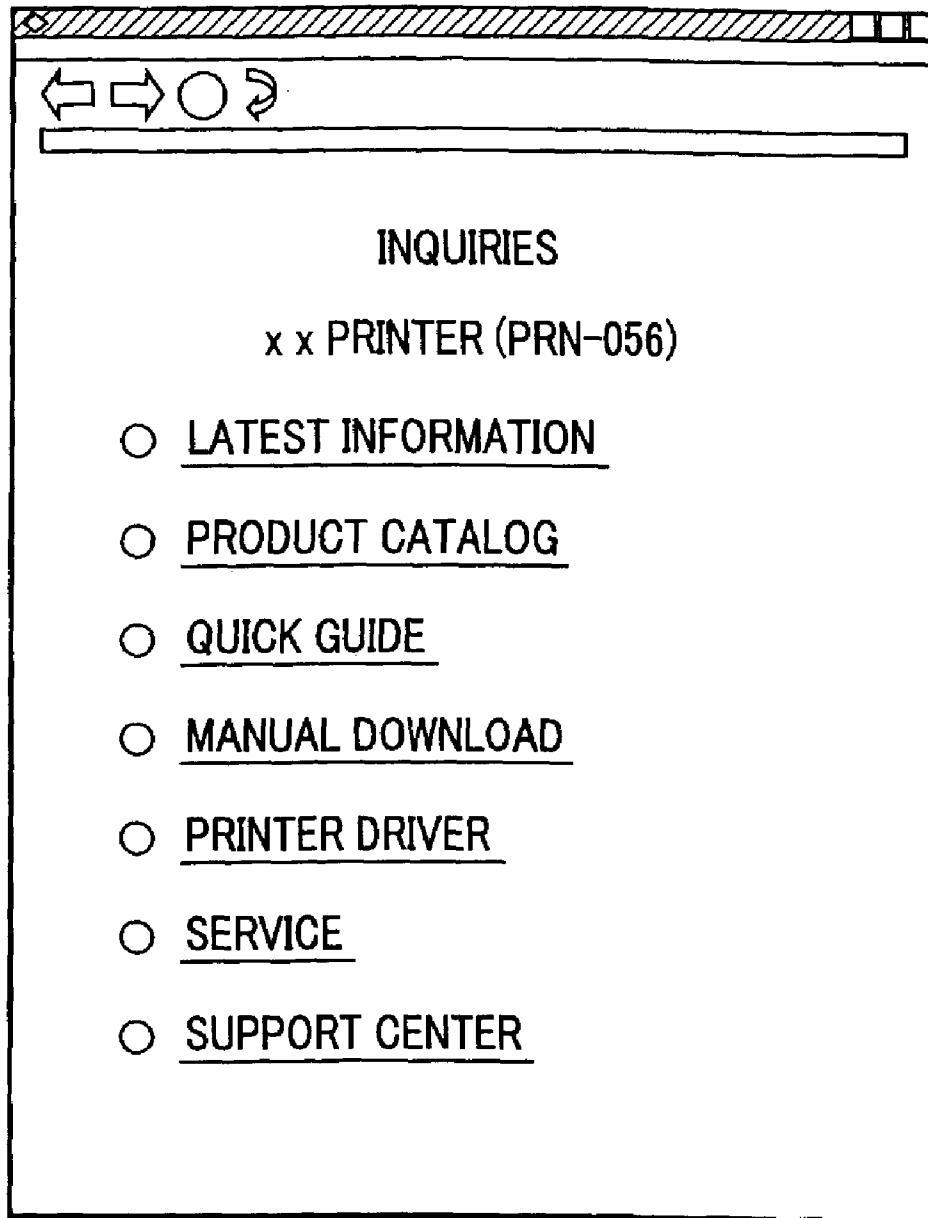 INQUIRIES
x x PRINTER (PRN-056)
LATEST INFORMATION
PRODUCT CATALOG
QUICK GUIDE
MANUAL DOWNLOAD
PRINTER DRIVER
SERVICE
SUPPORT CENTER